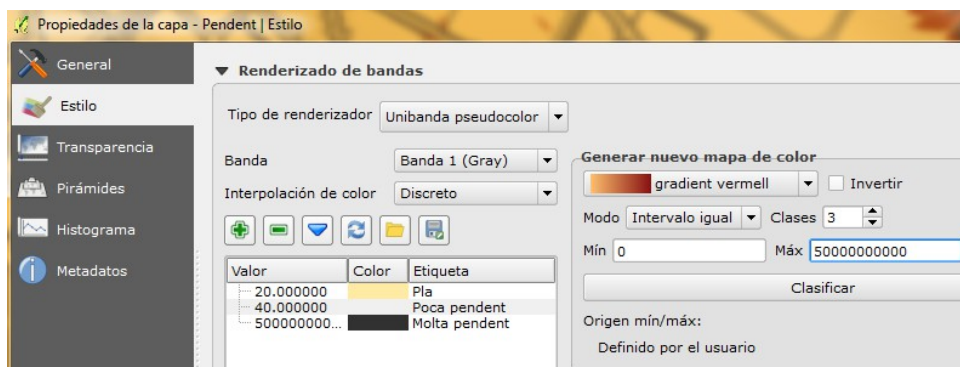 Propiedades de la capa - Pendent | Estilo
General
Estilo
Transparencia
Pirámides
Histograma
Metadatos
Renderizado de bandas
Tipo de renderizador Unibanda pseudocolor
Banda Banda 1 (Gray)
Interpolación de color Discreto
Valor Color Etiqueta
20.000000 Pla
40.000000 Poca pendent
500000000... Molta pendent
Generar nuevo mapa de color
gradient vermell Invertir
Modo Intervalo igual Clases 3
Mín 0 Máx 50000000000
Clasificar
Origen mín/máx:
Definido por el usuario